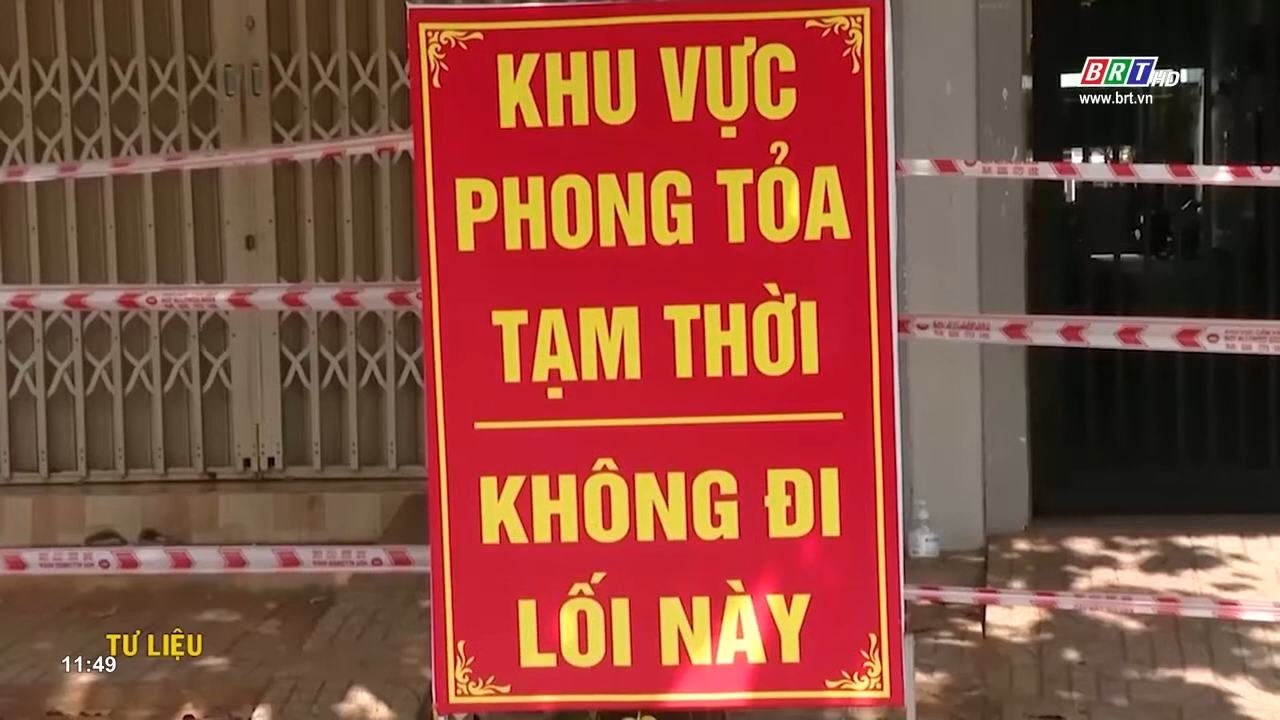 BRT HD
www.brt.vn
KHU VỰC
PHONG TỎA
TẠM THỜI
KHÔNG ĐI
LỐI NÀY
TƯ LIỆU
11:49